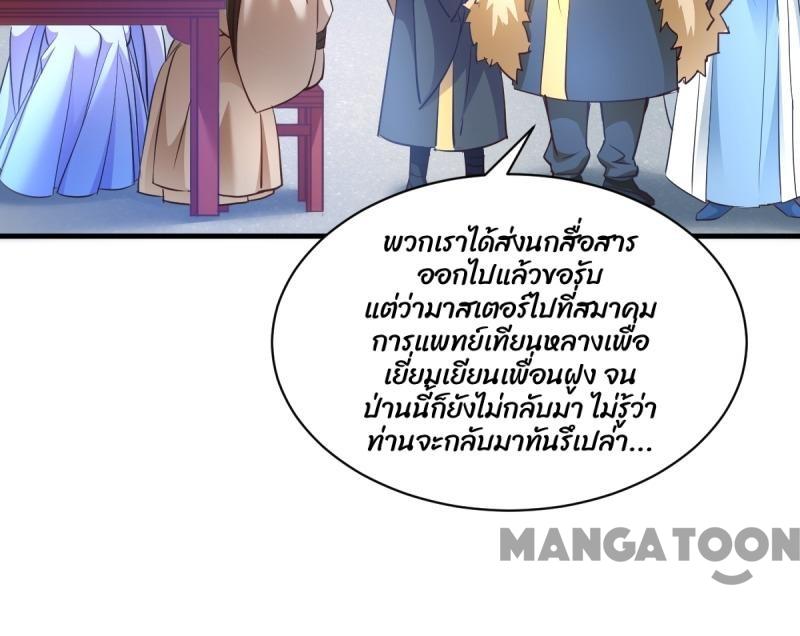 พวกเราได้ส่งนกสื่อสาร
ออกไปแล้วขอรับ
แต่ว่ามาสเตอร์ไปที่สมาคม
การแพทย์เทียนหลางเพื่อ
เยี่ยมเยียนเพื่อนฝูง จน
ป่านนี้ก็ยังไม่กลับมา ไม่รู้ว่า
ท่านจะกลับมาทันรึเปล่า...
MANGATOON